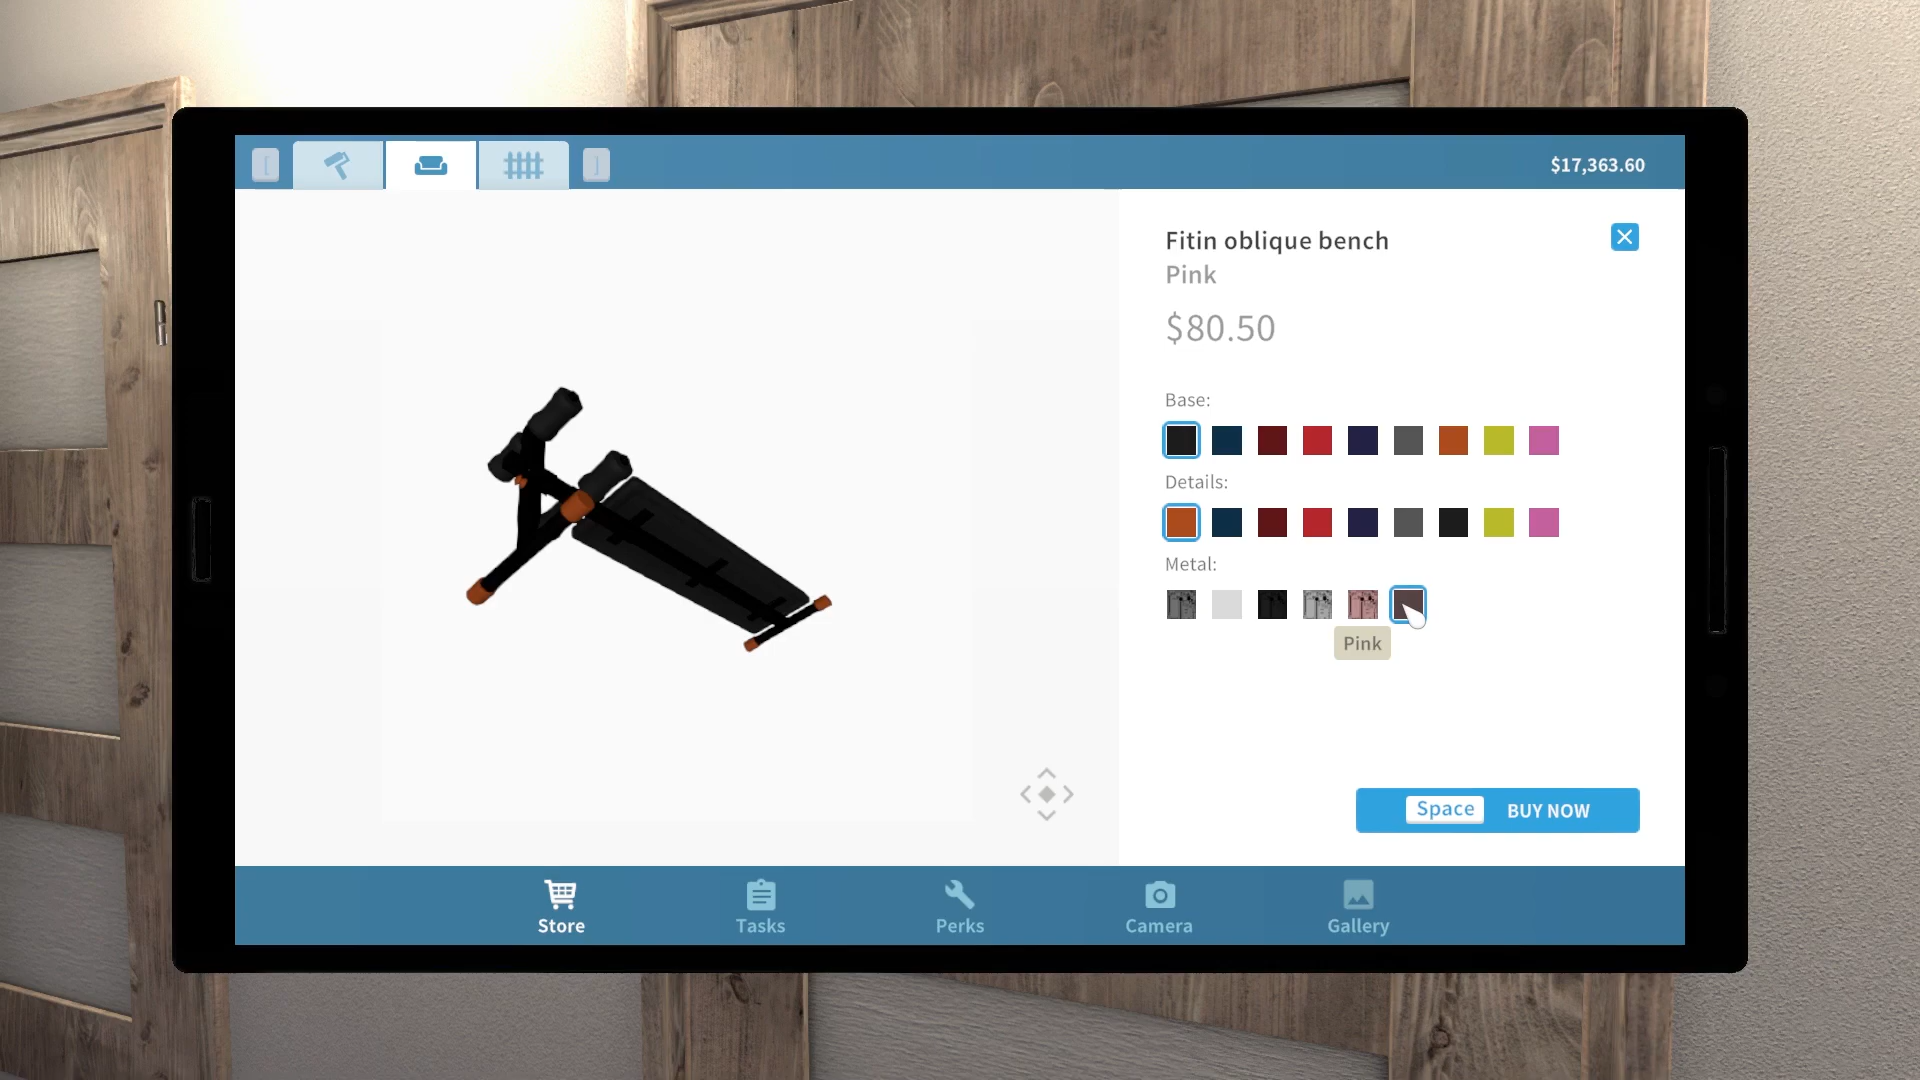 [
]
$17,363.60
Fitin oblique bench
Pink
$80.50
Base:
Details:
Metal:
Pink
Space BUY NOW
Store
Tasks
Perks
Camera
Gallery